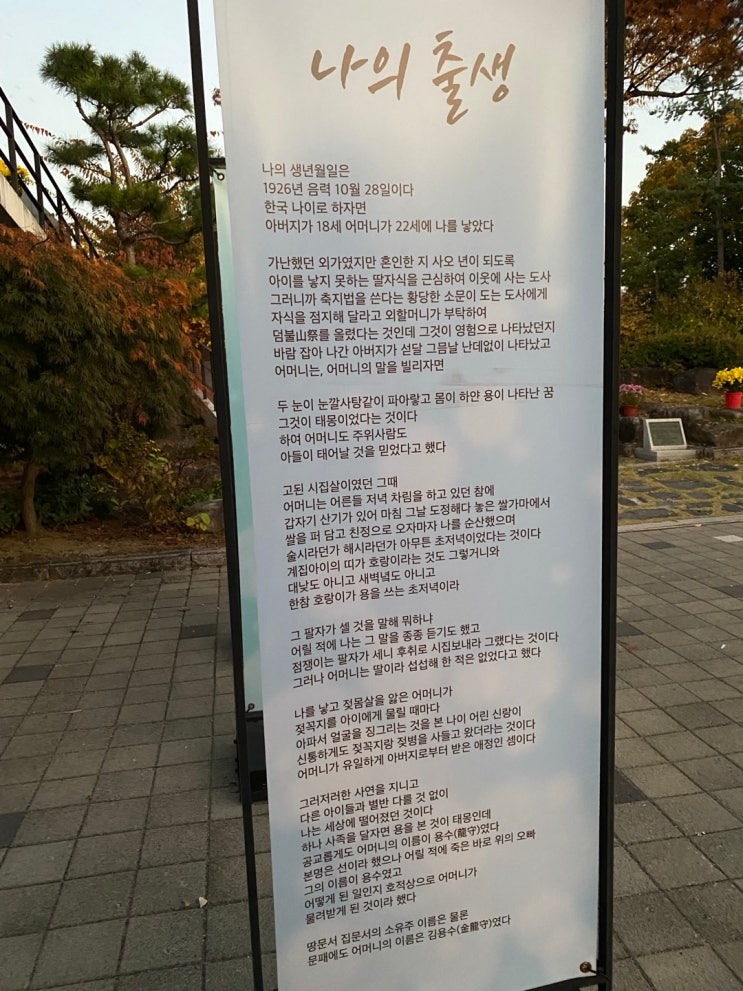 나의 출생
나의 생년월일은
1926년 음력 10월 28일이다
한국 나이로 하자면
아버지가 18세 어머니가 22세에 나를 낳았다
가난했던 외가였지만 혼인한 지 사오 년이 되도록
아이를 낳지 못하는 딸자식을 근심하여 이웃에 사는 도사
그러니까 축지법을 쓴다는 황당한 소문이 도는 도사에게
자식을 점지해 달라고 외할머니가 부탁하여
덤불山祭를 올렸다는 것인데 그것이 영험으로 나타났던지
바람 잡아 나간 아버지가 섣달 그믐날 난데없이 나타났고
어머니는, 어머니의 말을 빌리자면
두 눈이 눈깔사탕같이 파아랗고 몸이 하얀 용이 나타난 꿈
그것이 태몽이었다는 것이다
하여 어머니도 주위사람도
아들이 태어날 것을 믿었다고 했다
고된 시집살이였던 그때
어머니는 어른들 저녁 차림을 하고 있던 참에
갑자기 산기가 있어 마침 그날 도정해다 놓은 쌀가마에서
쌀을 퍼 담고 친정으로 오자마자 나를 순산했으며
술시라던가 해시라던가 아무튼 초저녁이었다는 것이다
계집아이의 띠가 호랑이라는 것도 그렇거니와
대낮도 아니고 새벽녘도 아니고
한참 호랑이가 용을 쓰는 초저녁이라
그 팔자가 셀 것을 말해 뭐하냐
어릴 적에 나는 그 말을 종종 듣기도 했고
점쟁이는 팔자가 세니 후취로 시집보내라 그랬다는 것이다
그러나 어머니는 딸이라 섭섭해 한 적은 없었다고 했다
나를 낳고 젖몸살을 앓은 어머니가
젖꼭지를 아이에게 물릴 때마다
아파서 얼굴을 징그리는 것을 본 나이 어린 신랑이
신통하게도 젖꼭지랑 젖병을 사들고 왔더라는 것이다
어머니가 유일하게 아버지로부터 받은 애정인 셈이다
그러저러한 사연을 지니고
다른 아이들과 별반 다를 것 없이
나는 세상에 떨어졌던 것이다
하나 사족을 달자면 용을 본 것이 태몽인데
공교롭게도 어머니의 이름이 용수(龍守)였다
본명은 선이라 했으나 어릴 적에 죽은 바로 위의 오빠
그의 이름이 용수였고
어떻게 된 일인지 호적상으로 어머니가
물려받게 된 것이라 했다
땅문서 집문서의 소유주 이름은 물론
문패에도 어머니의 이름은 김용수(金龍守)였다